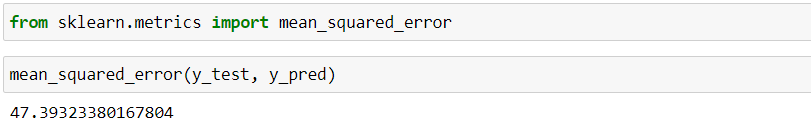 from sklearn.metrics import mean_squared_error
mean_squared_error(y_test, y_pred)
47.39323380167804